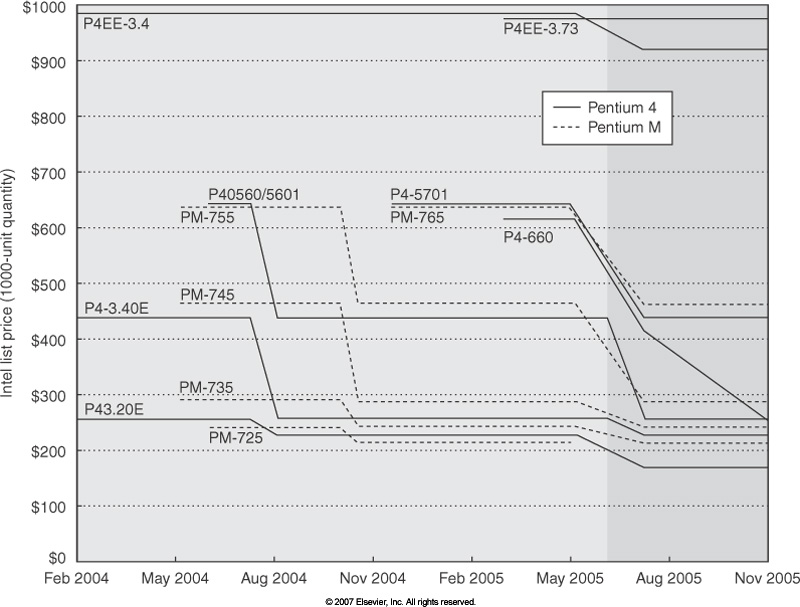 $1000
P4EE-3.4
P4EE-3.73
$900
Pentium 4
Pentium M
$800
$700
P40560/5601
P4-5701
PM-755
PM-765
$600
P4-660
$500
PM-745
P4-3.40E
$400
PM-735
$300
P43.20E
PM-725
$200
$100
$0
Intel list price (1000-unit quantity)
Feb 2004 May 2004 Aug 2004 Nov 2004 Feb 2005 May 2005 Aug 2005 Nov 2005
© 2007 Elsevier, Inc. All rights reserved.